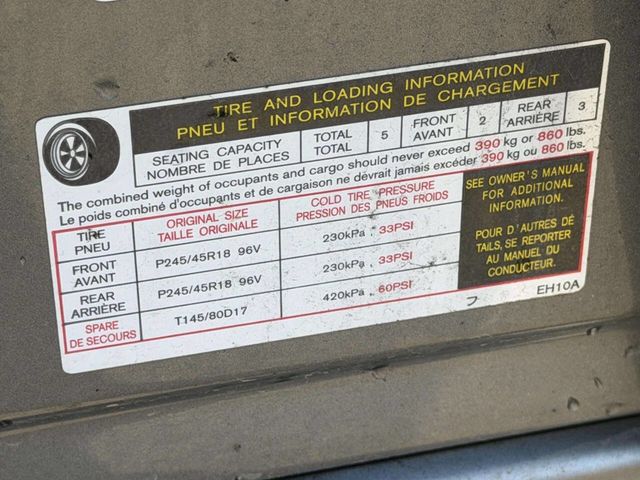 TIRE AND LOADING INFORMATION
PNEU ET INFORMATION DE CHARGEMENT
SEATING CAPACITY TOTAL 5 FRONT 2 REAR 3
NOMBRE DE PLACES TOTAL AVANT ARRIÈRE
The combined weight of occupants and cargo should never exceed 390 kg or 860 lbs.
Le poids combiné d'occupants et de cargaison ne dévrait jamais excéder 390 kg ou 860 lbs.
TIRE ORIGINAL SIZE COLD TIRE PRESSURE
PNEU TAILLE ORIGINALE PRESSION DES PNEUS FROIDS
FRONT
AVANT P245/45R18 96V 230kPa , 33PSI
REAR
ARRIÈRE P245/45R18 96V 230kPa , 33PSI
SPARE
DE SECOURS T145/80D17 420kPa , 60PSI
SEE OWNER'S MANUAL
FOR ADDITIONAL
INFORMATION.
POUR D'AUTRES DÉ
TAILS, SE REPORTER
AU MANUEL DU
CONDUCTEUR.
EH10A